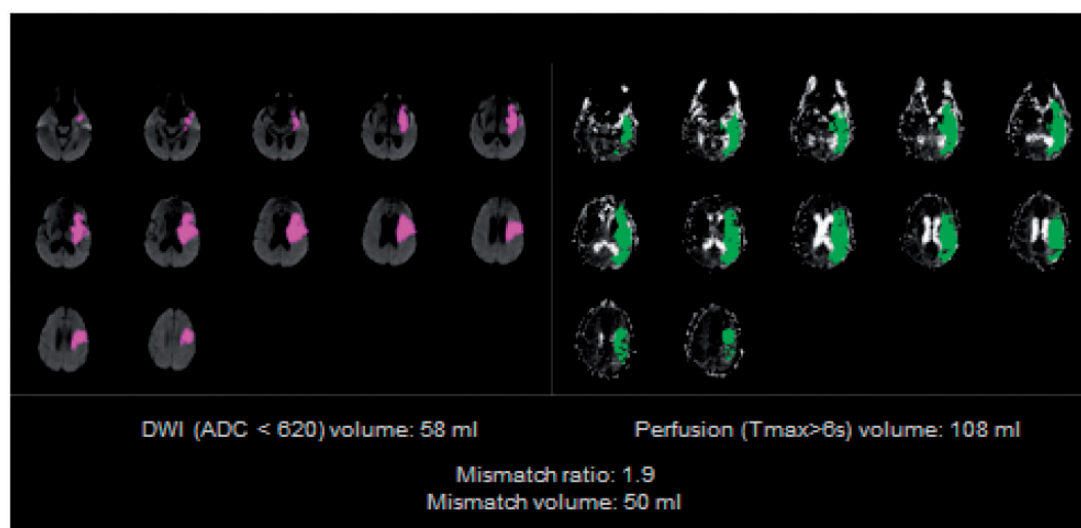 DWI (ADC < 620) volume: 58 ml
Perfusion (Tmax>6s) volume: 108 ml
Mismatch ratio: 1.9
Mismatch volume: 50 ml